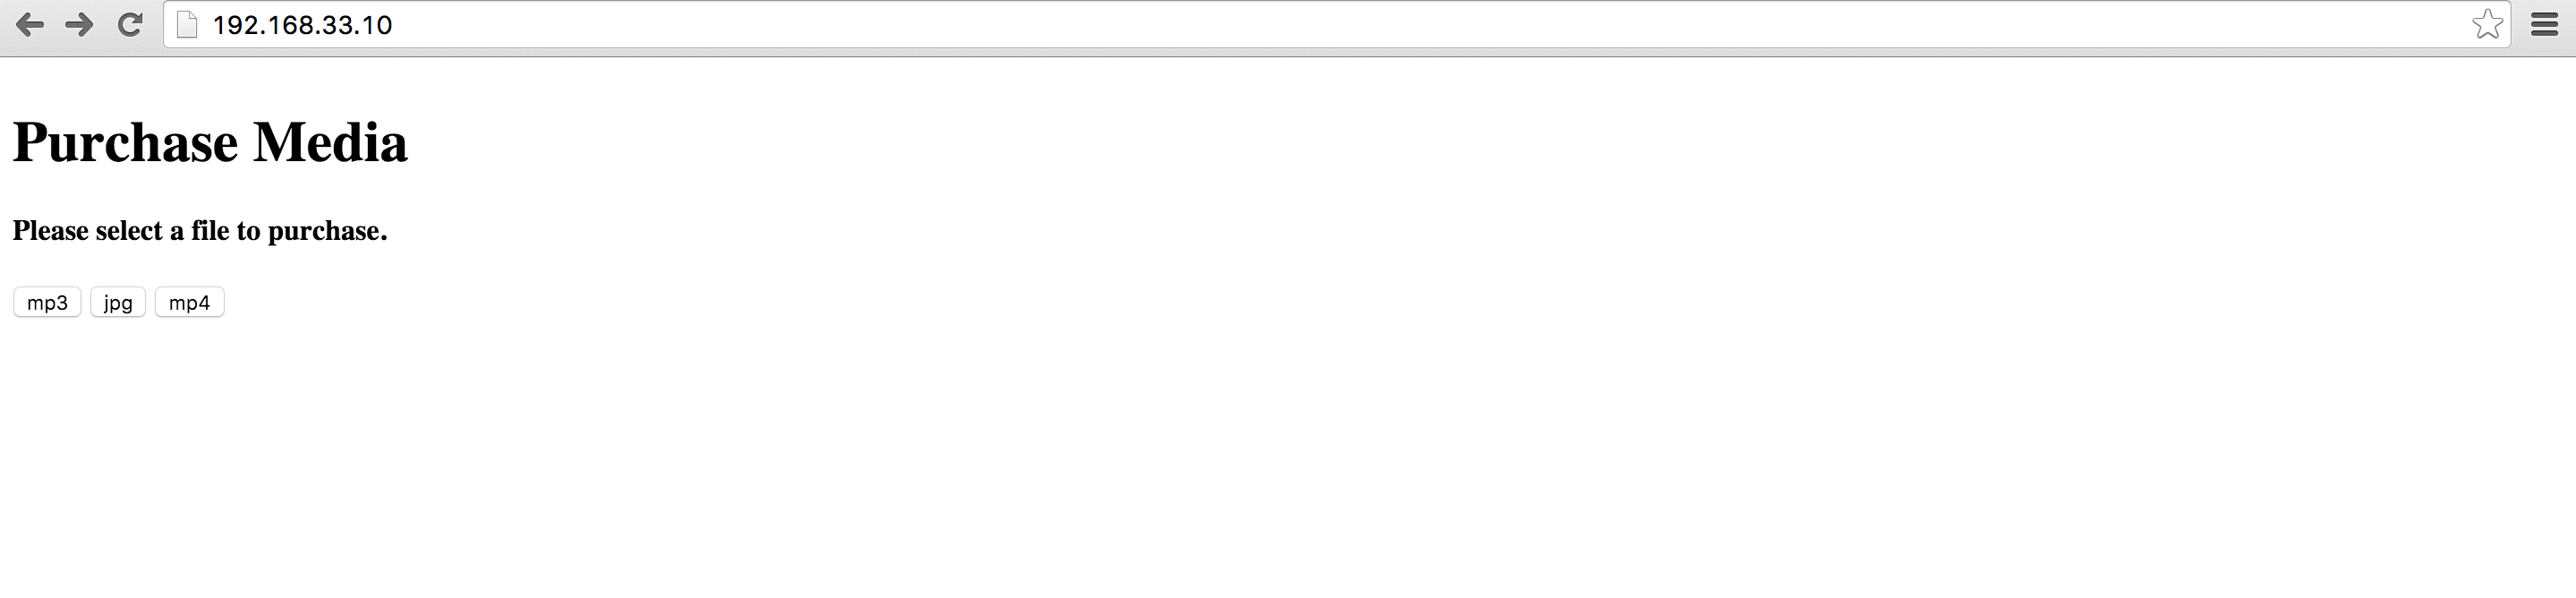 192.168.33.10
Purchase Media
Please select a file to purchase.
mp3 jpg mp4